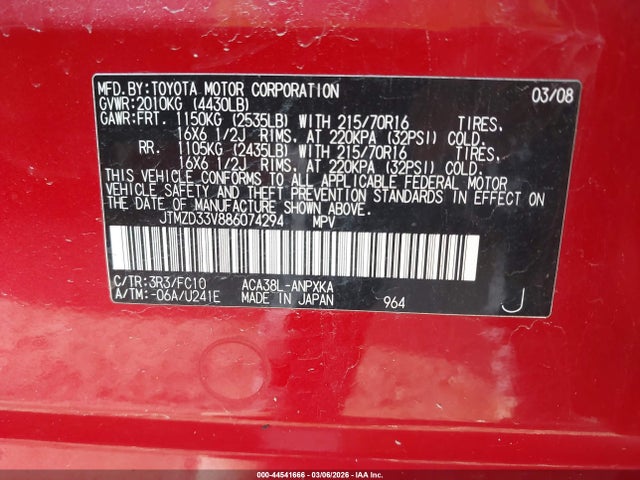 MFD.BY:TOYOTA MOTOR CORPORATION 03/08
GVWR:2010KG (4430LB)
GAWR:FRT. 1150KG (2535LB) WITH 215/70R16 TIRES.
16X6 1/2J RIMS. AT 220KPA (32PSI) COLD.
RR. 1105KG (2435LB) WITH 215/70R16 TIRES.
16X6 1/2J RIMS. AT 220KPA (32PSI) COLD.
THIS VEHICLE CONFORMS TO ALL APPLICABLE FEDERAL MOTOR
VEHICLE SAFETY AND THEFT PREVENTION STANDARDS IN EFFECT ON
THE DATE OF MANUFACTURE SHOWN ABOVE.
JTMZD33V886074294 MPV
C/TR:3R3/FC10 ACA38L-ANPXKA
A/TM:-06A/U241E MADE IN JAPAN 964 J
000-44541666 - 03/06/2026 - IAA Inc.